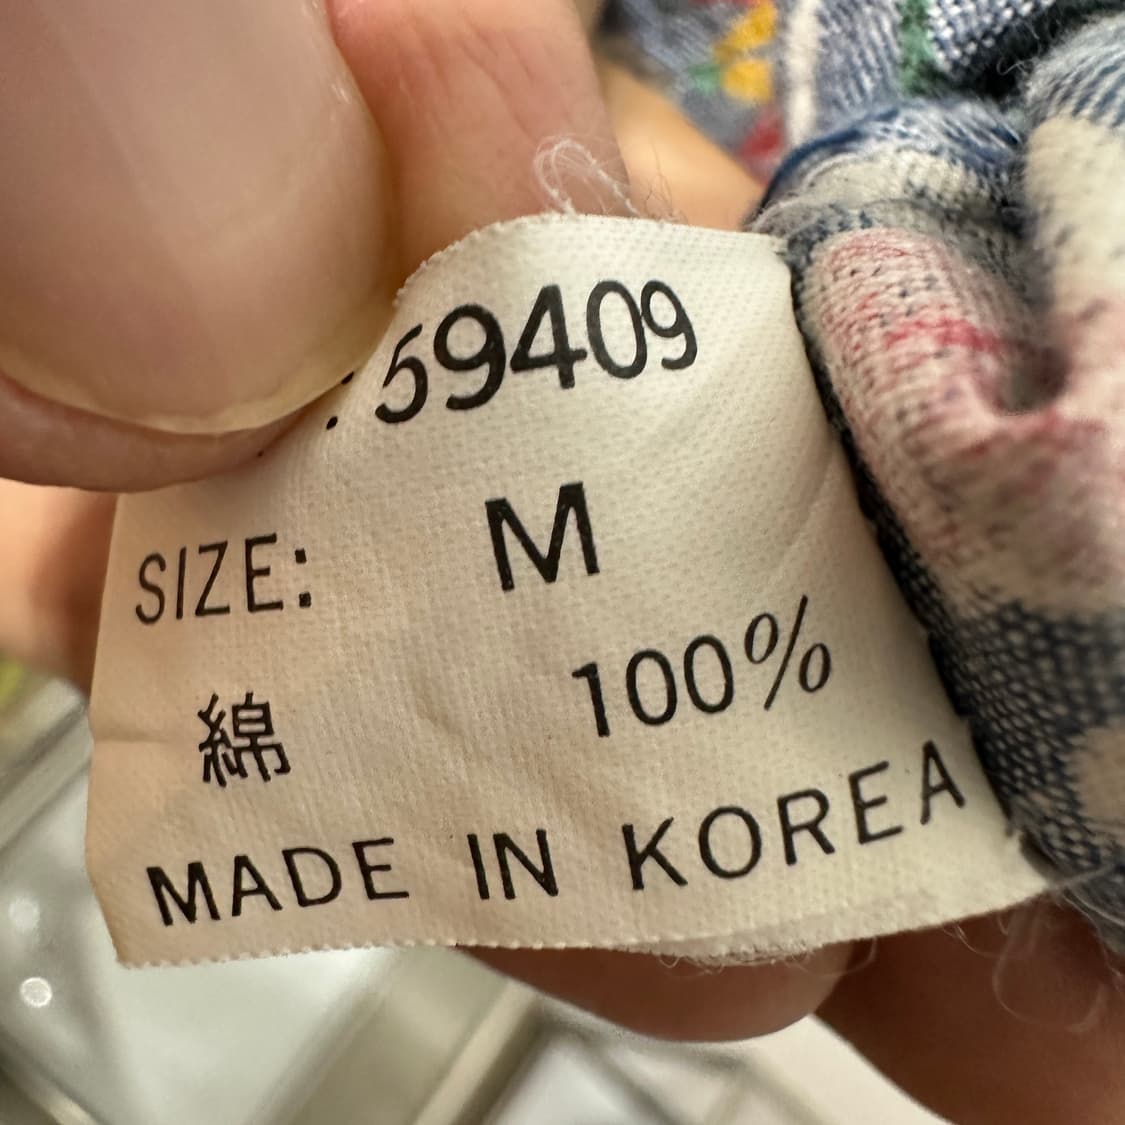 : 59409
SIZE: M
綿 100%
MADE IN KOREA